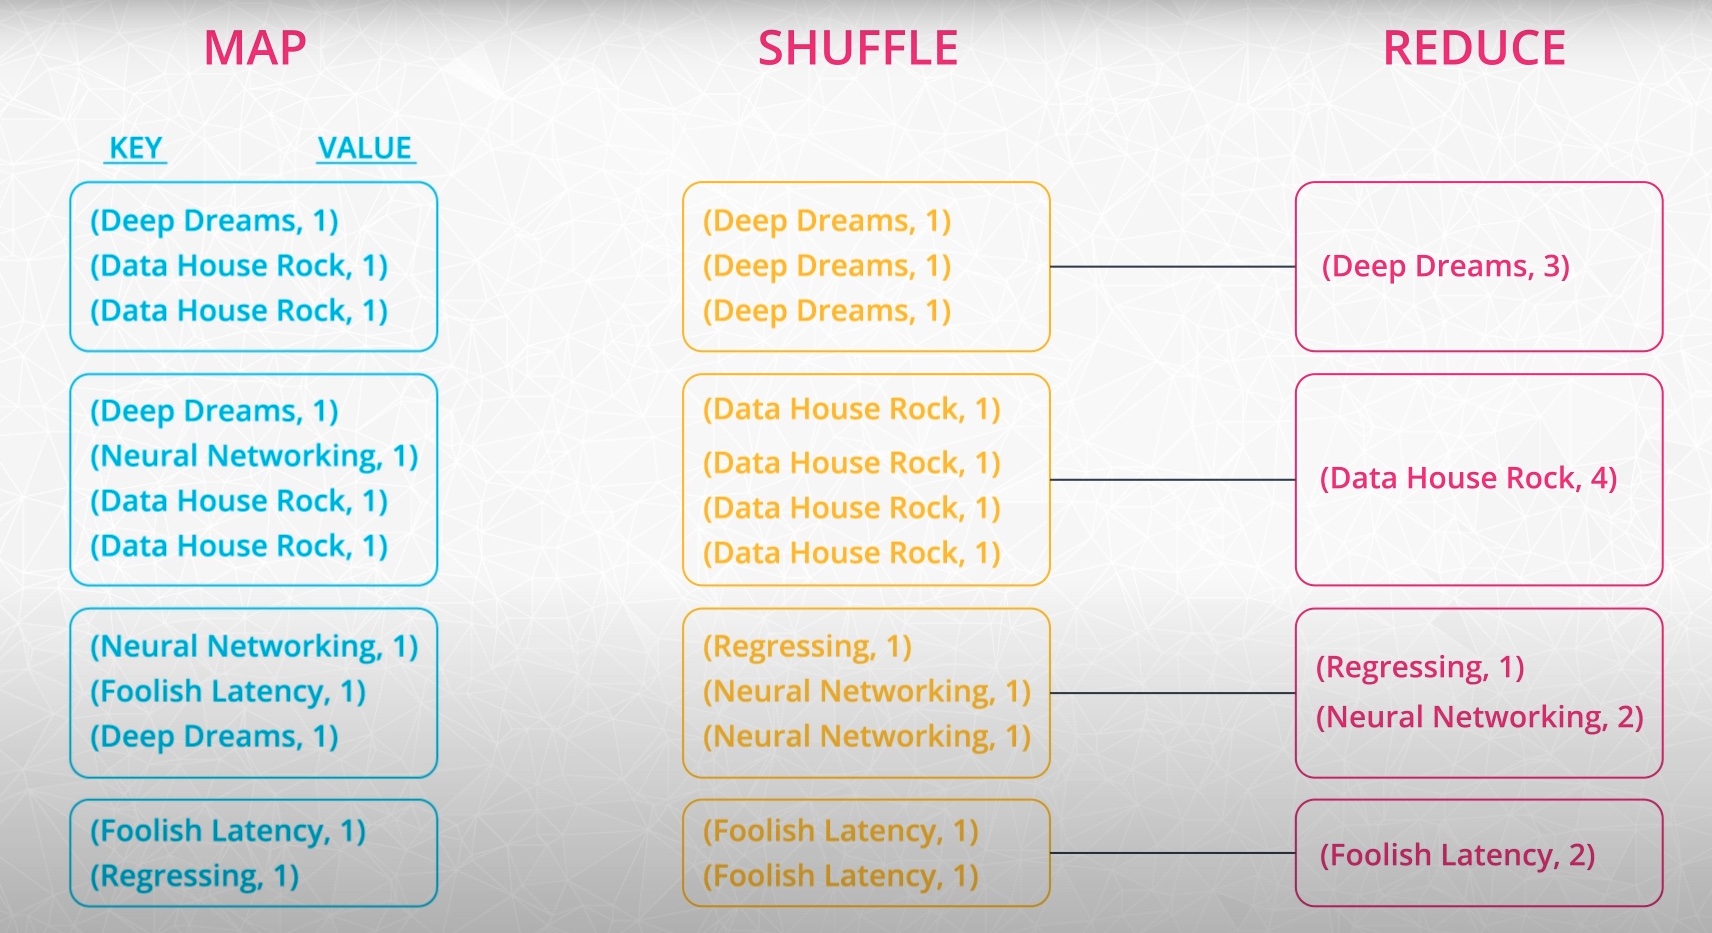 MAP
SHUFFLE
REDUCE
KEY
VALUE
(Deep Dreams, 1)
(Data House Rock, 1)
(Data House Rock, 1)
(Deep Dreams, 1)
(Neural Networking, 1)
(Data House Rock, 1)
(Data House Rock, 1)
(Neural Networking, 1)
(Foolish Latency, 1)
(Deep Dreams, 1)
(Foolish Latency, 1)
(Regressing, 1)
(Deep Dreams, 1)
(Deep Dreams, 1)
(Deep Dreams, 1)
(Data House Rock, 1)
(Data House Rock, 1)
(Data House Rock, 1)
(Data House Rock, 1)
(Regressing, 1)
(Neural Networking, 1)
(Neural Networking, 1)
(Foolish Latency, 1)
(Foolish Latency, 1)
(Deep Dreams, 3)
(Data House Rock, 4)
(Regressing, 1)
(Neural Networking, 2)
(Foolish Latency, 2)